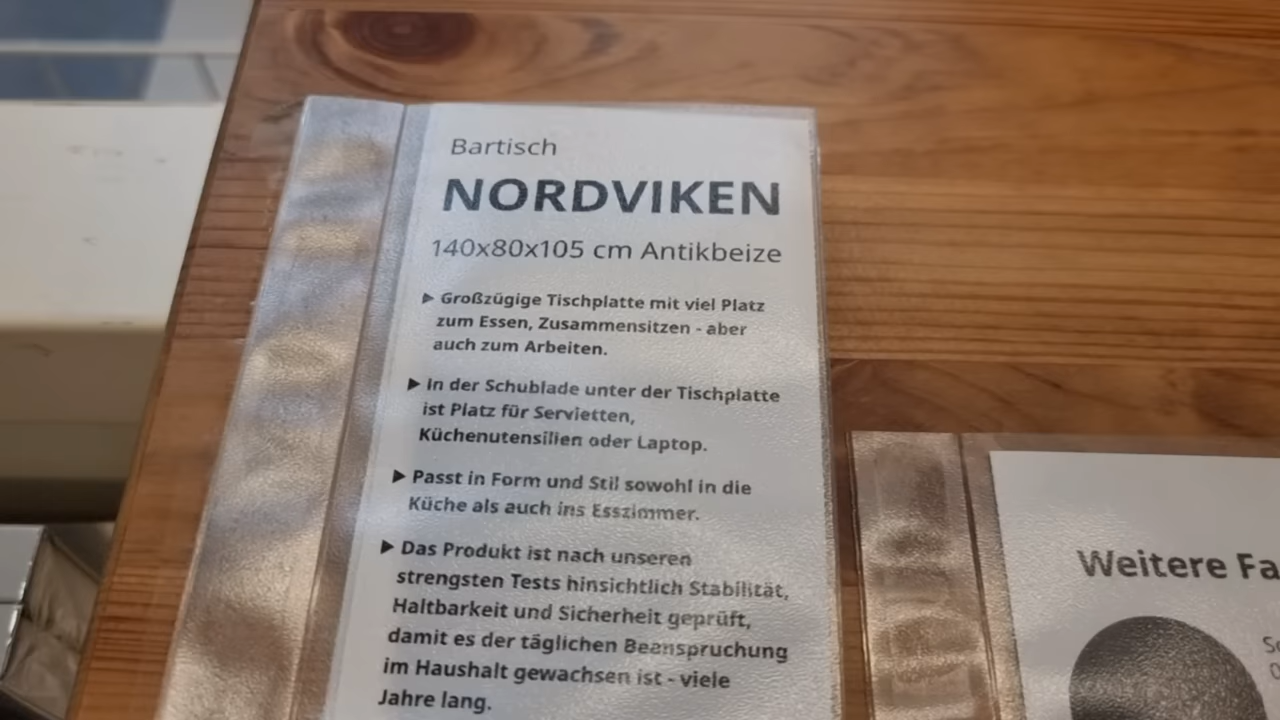 Bartisch
NORDVIKEN
140x80x105 cm Antikbeize
▶ Großzügige Tischplatte mit viel Platz
zum Essen, Zusammensitzen - aber
auch zum Arbeiten.
▶ In der Schublade unter der Tischplatte
ist Platz für Servietten,
Küchenutensilien oder Laptop.
▶ Passt in Form und Stil sowohl in die
Küche als auch ins Esszimmer.
▶ Das Produkt ist nach unseren
strengsten Tests hinsichtlich Stabilität,
Haltbarkeit und Sicherheit geprüft,
damit es der täglichen Beanspruchung
im Haushalt gewachsen ist - viele
Jahre lang.
Weitere Fa